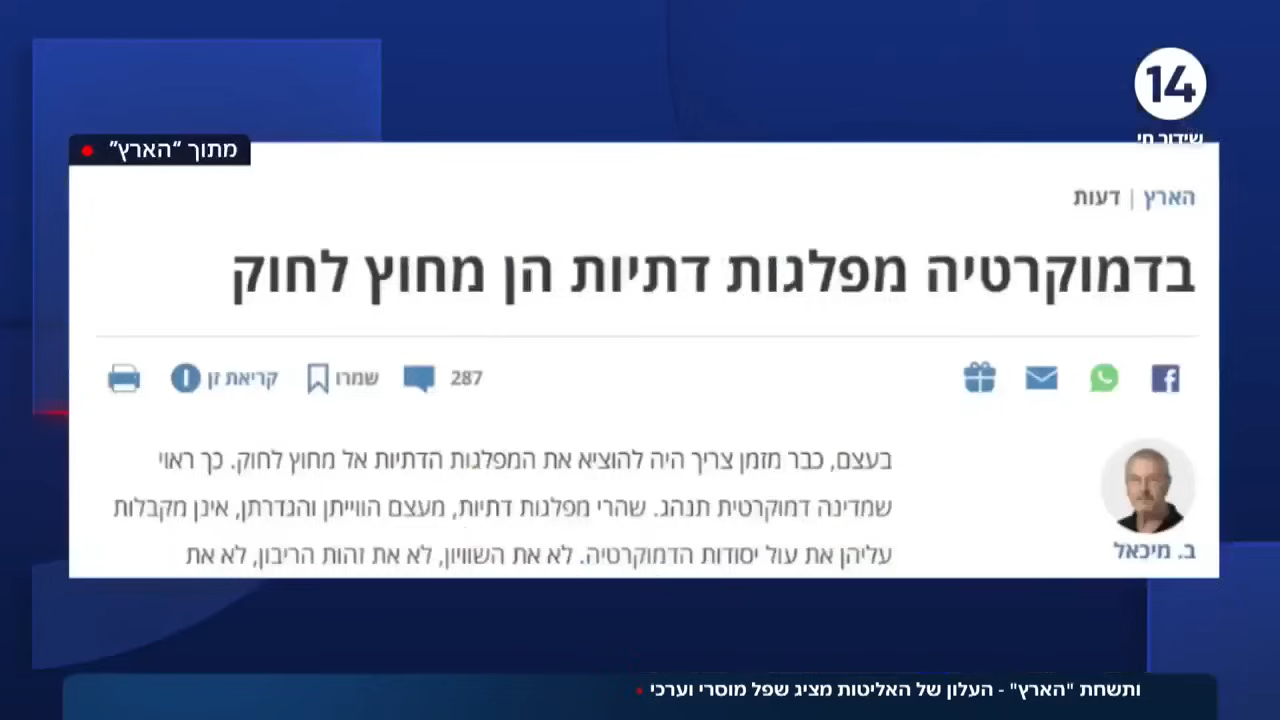 14
שידור חי
מתוך "הארץ"
הארץ | דעות
בדמוקרטיה מפלגות דתיות הן מחוץ לחוק
287
שמרו
קריאת זן
בעצם, כבר מזמן צריך היה להוציא את המפלגות הדתיות אל מחוץ לחוק. כך ראוי
שמדינה דמוקרטית תנהג. שהרי מפלגות דתיות, מעצם הווייתן והגדרתן, אינן מקבלות
עליהן את עול יסודות הדמוקרטיה. לא את השוויון, לא את זהות הריבון, לא את
ב. מיכאל
ותשחת "הארץ" - העלון של האליטות מציג שפל מוסרי וערכי